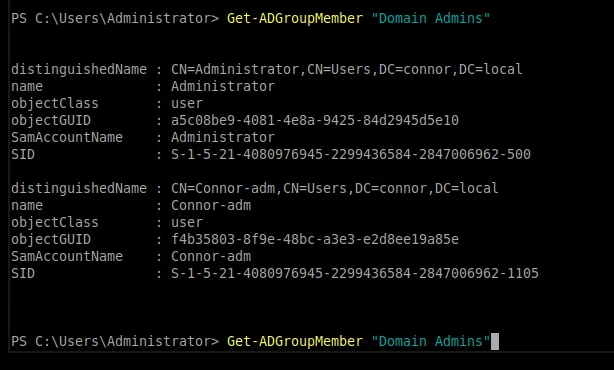 PS C:\Users\Administrator> Get-ADGroupMember "Domain Admins"
distinguishedName : CN=Administrator,CN=Users,DC=connor,DC=local
name              : Administrator
objectClass       : user
objectGUID        : a5c08be9-4081-4e8a-9425-84d2945d5e10
SamAccountName    : Administrator
SID               : S-1-5-21-4080976945-2299436584-2847006962-500
distinguishedName : CN=Connor-adm,CN=Users,DC=connor,DC=local
name              : Connor-adm
objectClass       : user
objectGUID        : f4b35803-8f9e-48bc-a3e3-e2d8ee19a85e
SamAccountName    : Connor-adm
SID               : S-1-5-21-4080976945-2299436584-2847006962-1105
PS C:\Users\Administrator> Get-ADGroupMember "Domain Admins"